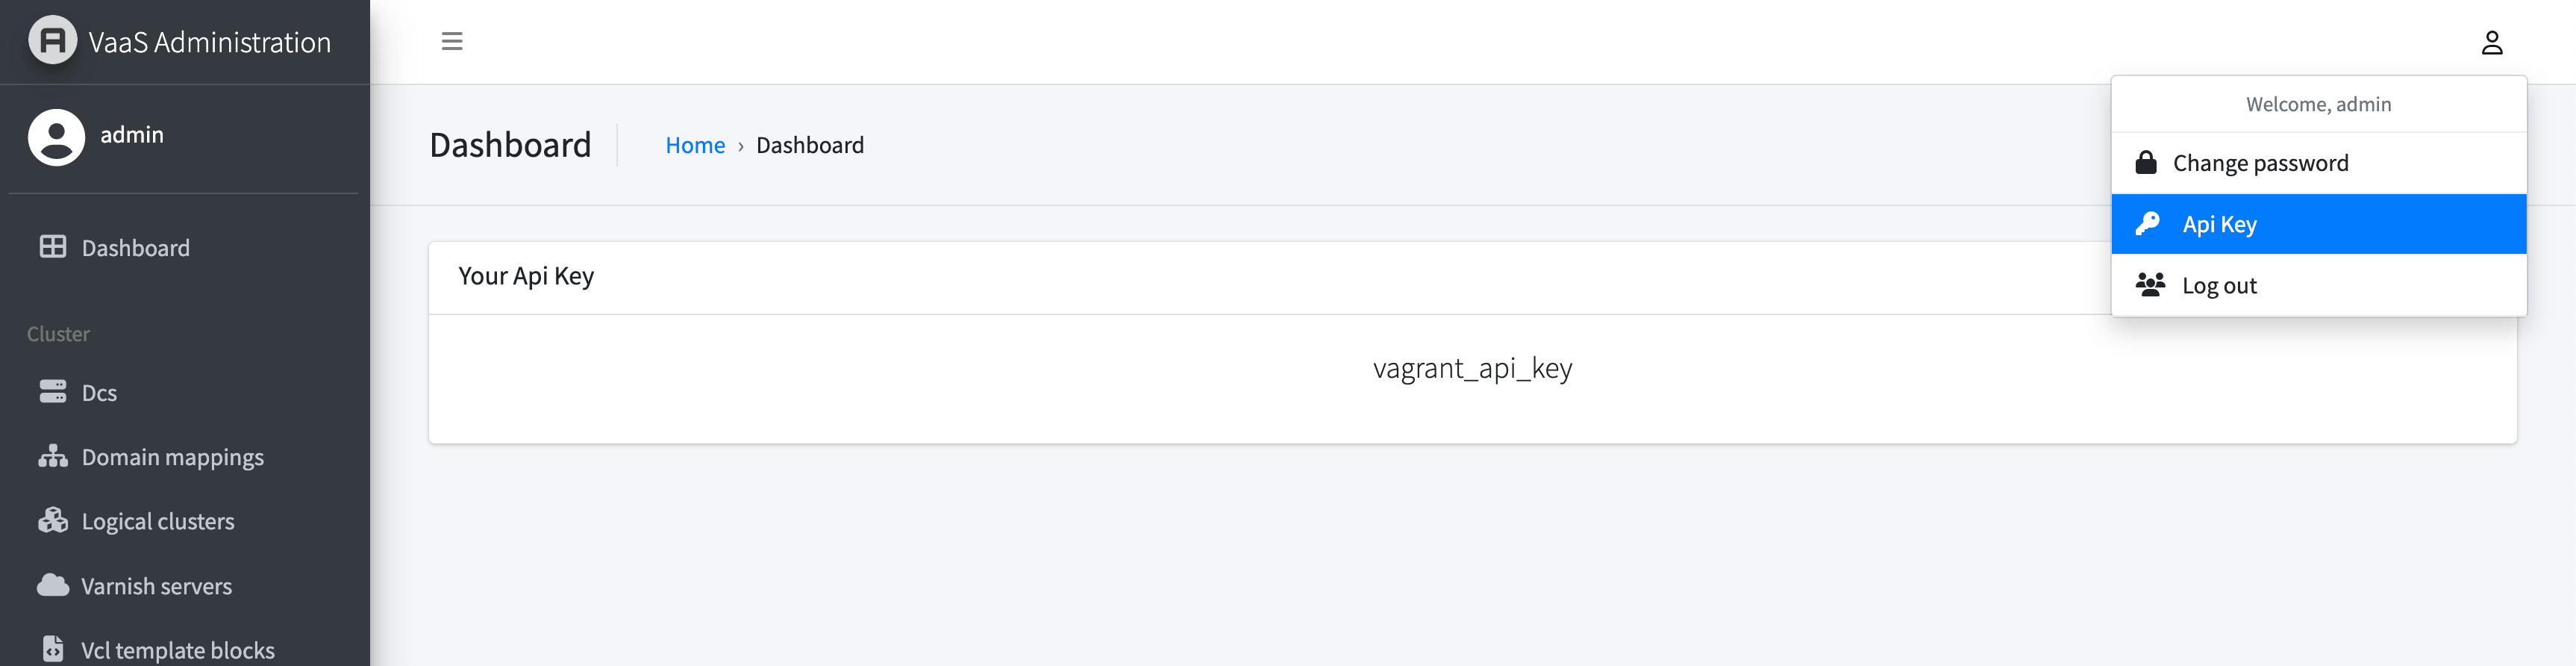 VaaS Administration
admin
Dashboard
Cluster
Dcs
Domain mappings
Logical clusters
Varnish servers
Vcl template blocks
Dashboard
Home › Dashboard
Your Api Key
vagrant_api_key
Welcome, admin
Change password
Api Key
Log out